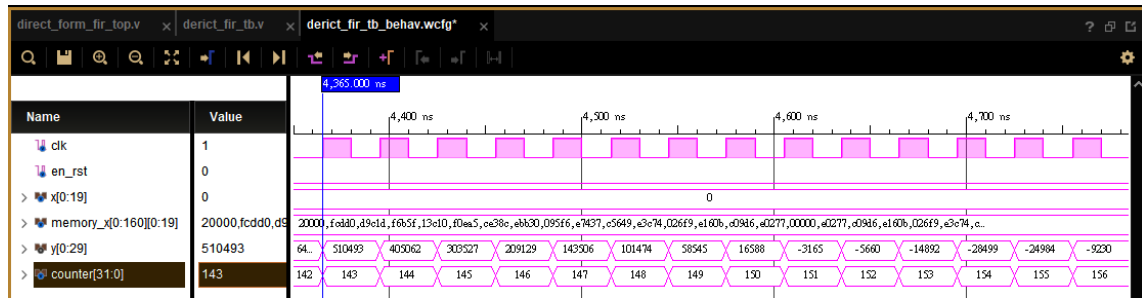 direct_form_fir_top.v × derict_fir_tb.v × derict_fir_tb_behav.wcfg* × ?
4,365.000 ns
Name Value 4,400 ns 4,500 ns 4,600 ns 4,700 ns
clk 1
en_rst 0
x[0:19] 0 0
memory_x[0:160][0:19] 20000,fcdd0,d9 20000,fcdd0,d9c1d,f6b5f,13c10,f0ea5,ce38c,ebb30,095f6,e7437,c5649,e3c74,026f9,e160b,c09d6,e0277,00000,e0277,c09d6,e160b,026f9,e3c74,c...
y[0:29] 510493 64... 510493 405062 303527 209129 143506 101474 58545 16588 -3165 -5660 -14892 -28499 -24984 -9230
counter[31:0] 143 142 143 144 145 146 147 148 149 150 151 152 153 154 155 156